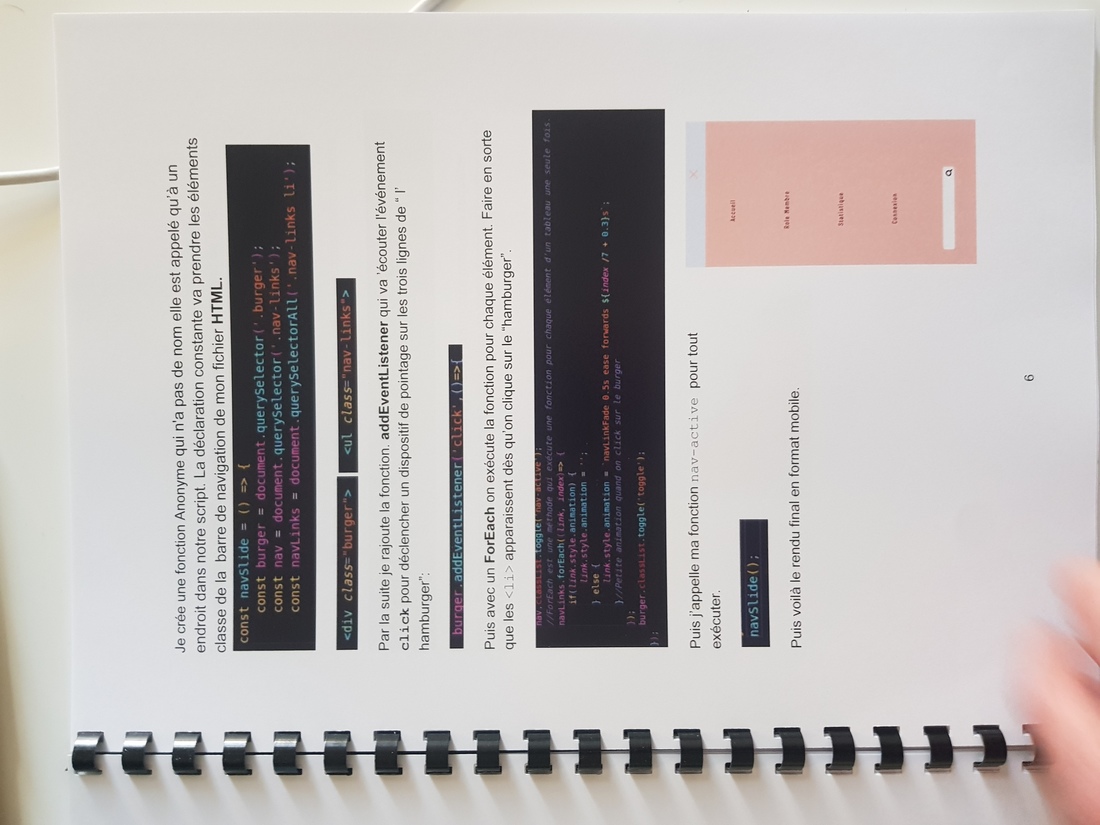 Je crée une fonction Anonyme qui n'a pas de nom elle est appelé qu'à un
endroit dans notre script. La déclaration constante va prendre les éléments
classe de la barre de navigation de mon fichier HTML.
const navSlide = () => {
const burger = document.querySelector('.burger');
const nav = document.querySelector('.nav-links');
const navLinks = document.querySelectorAll('.nav-links li');
<div class="burger"> <ul class="nav-links">
Par la suite je rajoute la fonction. addEventListener qui va 'écouter l'événement
click pour déclencher un dispositif de pointage sur les trois lignes de “ l’
hamburger”:
burger.addEventListener('click',()=>{
Puis avec un ForEach on exécute la fonction pour chaque élément. Faire en sorte
que les <li> apparaissent dès qu'on clique sur le “hamburger”.
nav.classList.toggle('nav-active');
//ForEach est une méthode qui exécute une fonction pour chaque élément d'un tableau une seule fois.
navLinks.forEach((link, index)=> {
if(link.style.animation) {
link.style.animation = '';
} else {
link.style.animation = `navLinkFade 0.5s ease forwards ${index /7 + 0.3}s`;
}//Petite animation quand on click sur le burger
});
burger.classList.toggle('toggle');
});
Puis j'appelle ma fonction nav-active pour tout
exécuter.
navSlide();
Puis voilà le rendu final en format mobile.
Accueil
Role Membre
Statistique
Connexion
6